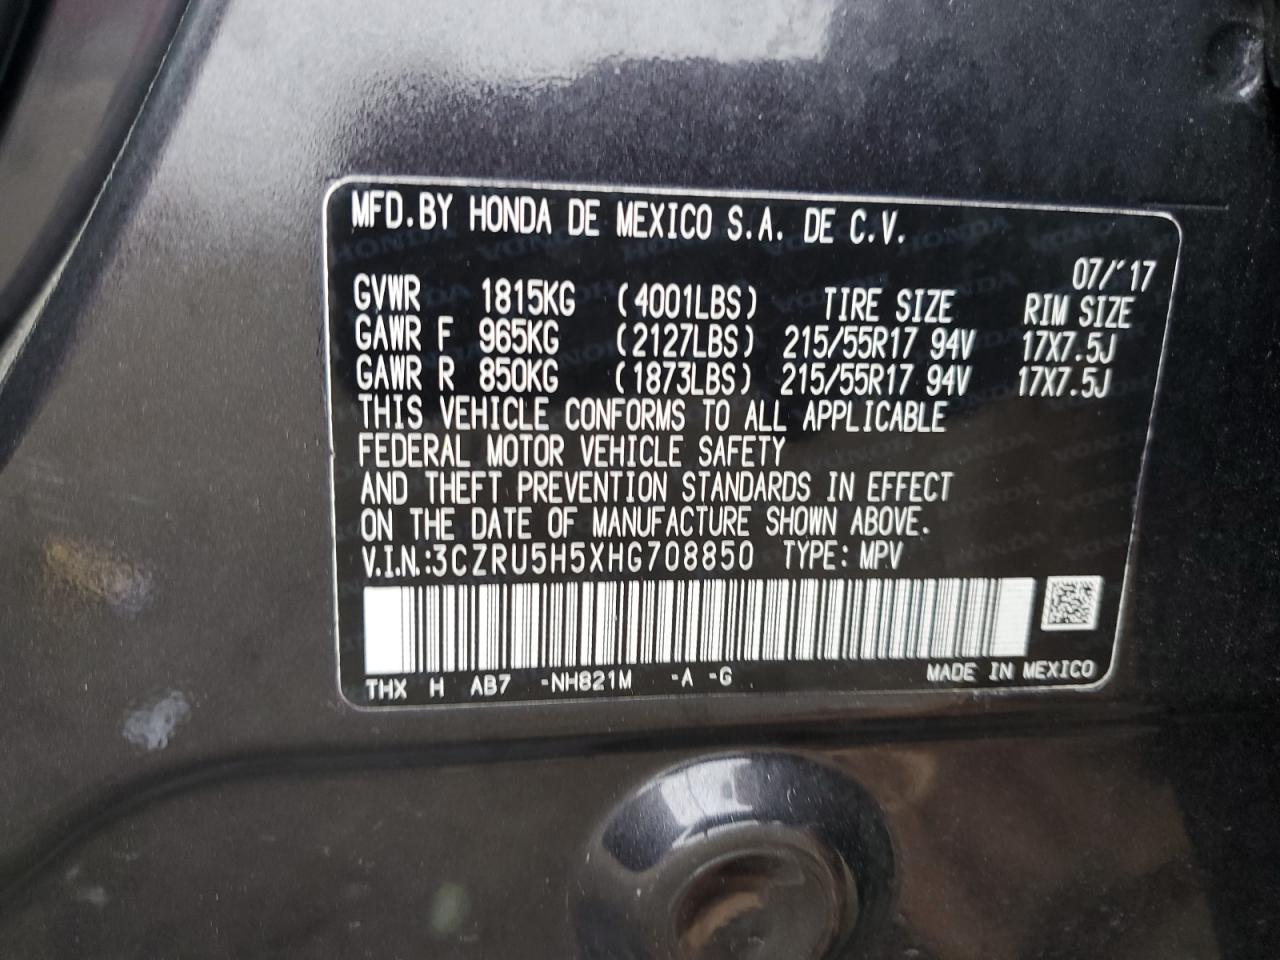 MFD.BY HONDA DE MEXICO S.A. DE C.V.
07/'17
GVWR 1815KG (4001LBS) TIRE SIZE RIM SIZE
GAWR F 965KG (2127LBS) 215/55R17 94V 17X7.5J
GAWR R 850KG (1873LBS) 215/55R17 94V 17X7.5J
THIS VEHICLE CONFORMS TO ALL APPLICABLE
FEDERAL MOTOR VEHICLE SAFETY
AND THEFT PREVENTION STANDARDS IN EFFECT
ON THE DATE OF MANUFACTURE SHOWN ABOVE.
V.I.N.:3CZRU5H5XHG708850 TYPE: MPV
THX H AB7 -NH821M -A -G MADE IN MEXICO